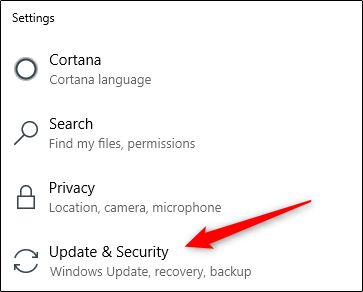 Settings
Cortana
Cortana language
Search
Find my files, permissions
Privacy
Location, camera, microphone
Update & Security
Windows Update, recovery, backup